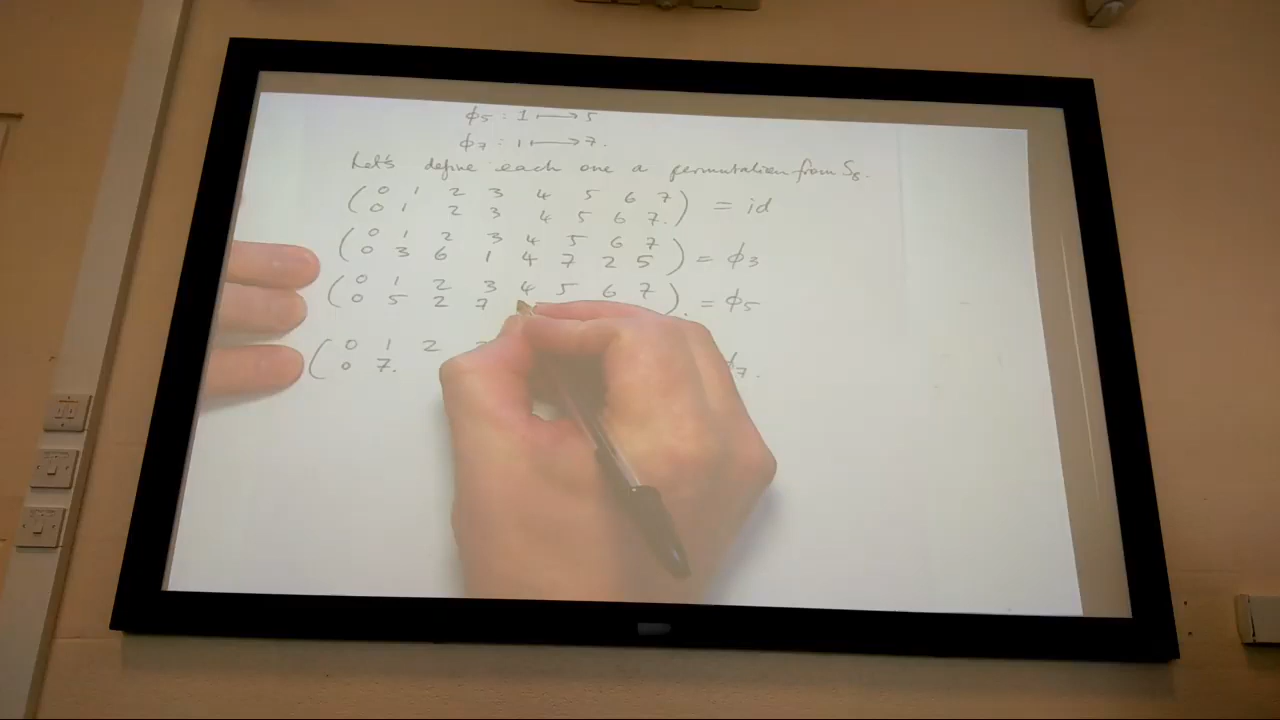 ϕ₅ : 1 ⟼ 5
ϕ₇ : 1 ⟼ 7.
Let's define each one a permutation from S₈.
( 0 1 2 3 4 5 6 7
0 1 2 3 4 5 6 7. ) = id
( 0 1 2 3 4 5 6 7
0 3 6 1 4 7 2 5 ) = ϕ₃
( 0 1 2 3 4 5 6 7
0 5 2 7 ). = ϕ₅
( 0 1 2
0 7. ϕ₇.